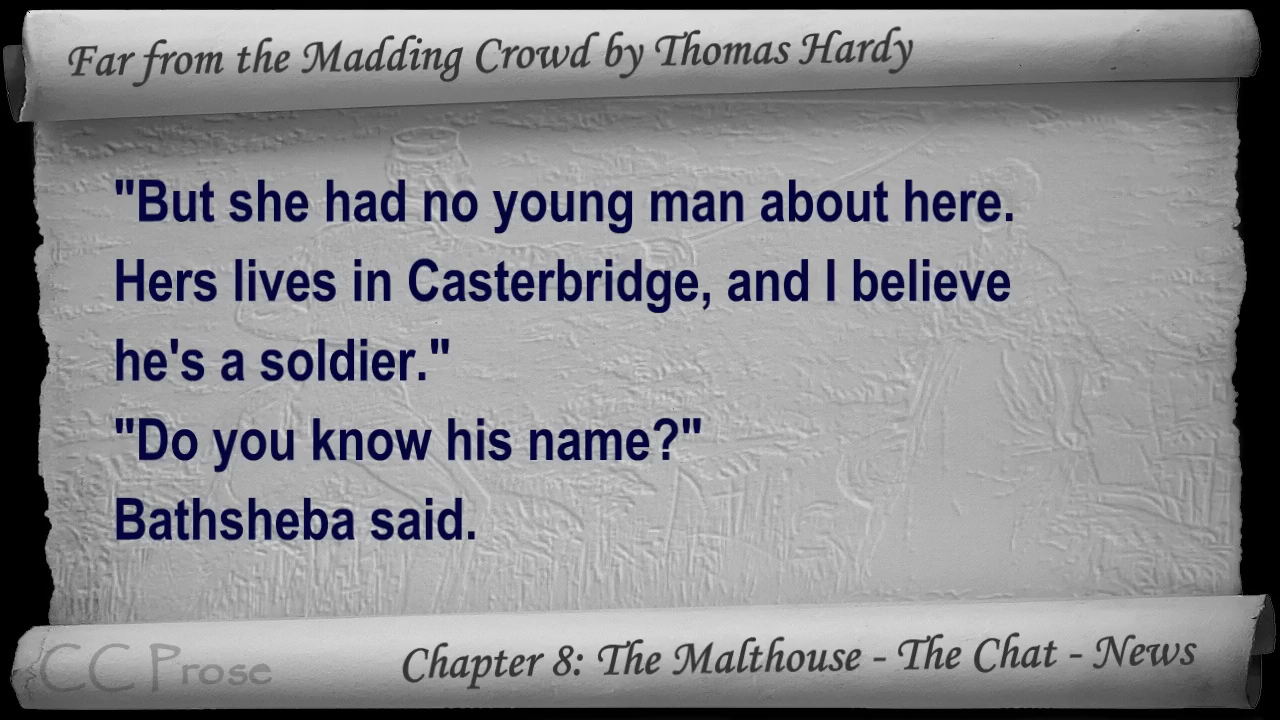 Far from the Madding Crowd by Thomas Hardy
"But she had no young man about here.
Hers lives in Casterbridge, and I believe
he's a soldier."
"Do you know his name?"
Bathsheba said.
CC Prose
Chapter 8: The Malthouse - The Chat - News